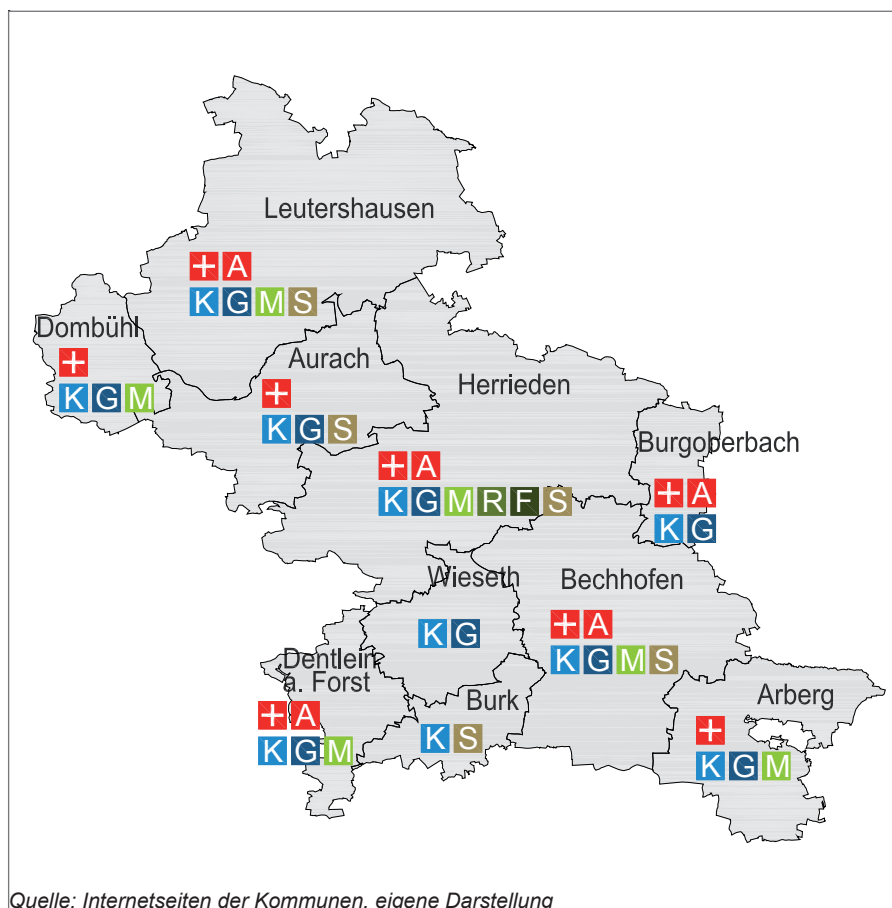 Leutershausen
+ A
K G M S
Dombühl
+
K G M
Aurach
+
K G S
Herrieden
+ A
K G M R F S
Burgoberbach
+ A
K G
Wieseth
K G
Bechhofen
+ A
K G M S
Dentlein
a. Forst
+ A
K G M
Burk
K S
Arberg
+
K G M
Quelle: Internetseiten der Kommunen, eigene Darstellung